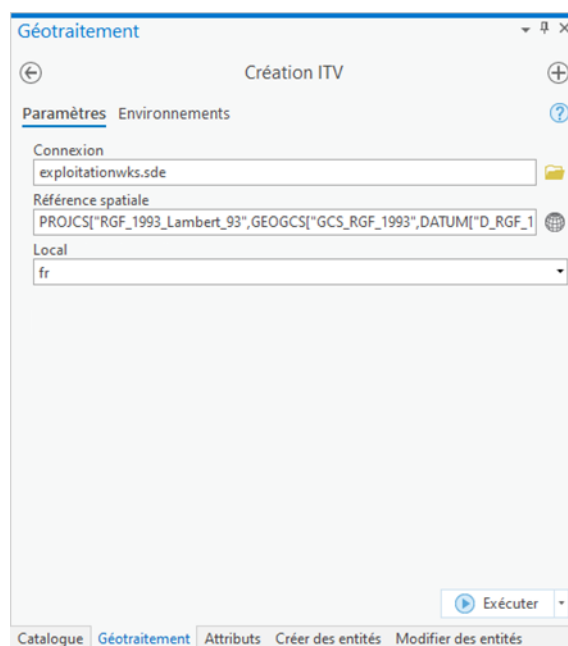 Géotraitement
Création ITV
Paramètres Environnements
Connexion
exploitationwks.sde
Référence spatiale
PROJCS["RGF_1993_Lambert_93",GEOGCS["GCS_RGF_1993",DATUM["D_RGF_1
Local
fr
Exécuter
Catalogue Géotraitement Attributs Créer des entités Modifier des entités